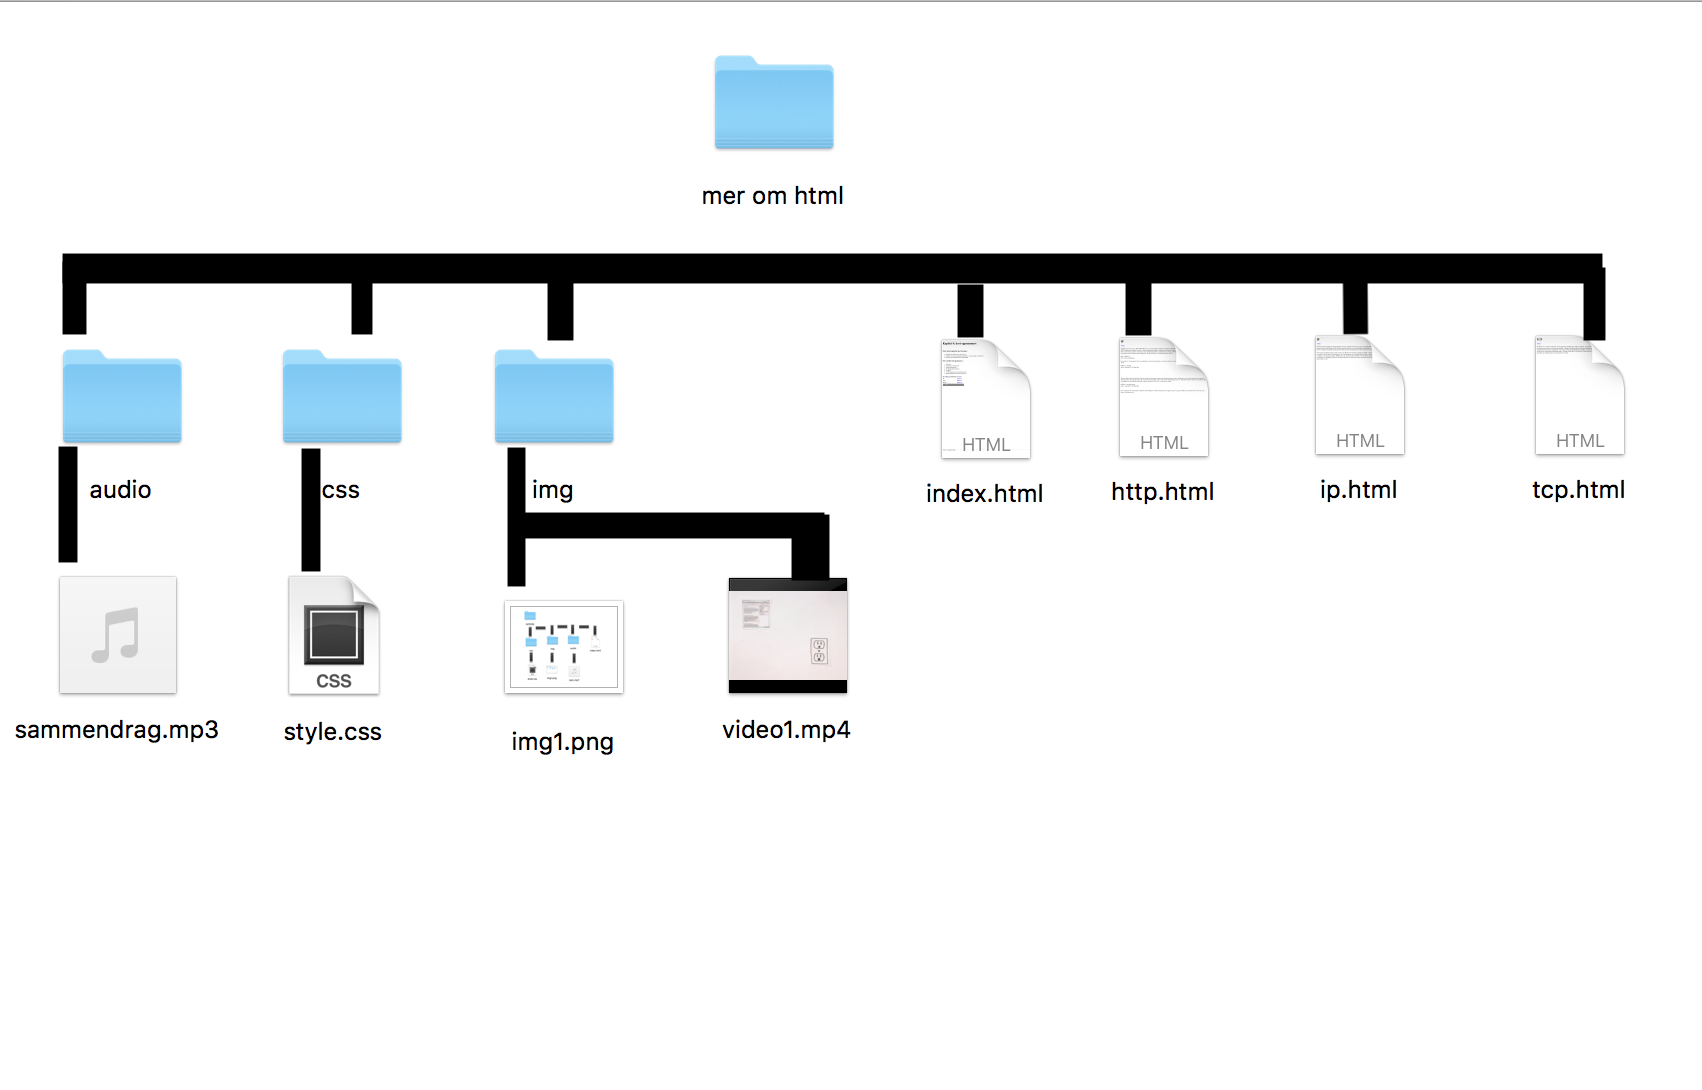 mer om html
audio
css
img
HTML
index.html
HTML
http.html
HTML
ip.html
HTML
tcp.html
sammendrag.mp3
CSS
style.css
img1.png
video1.mp4